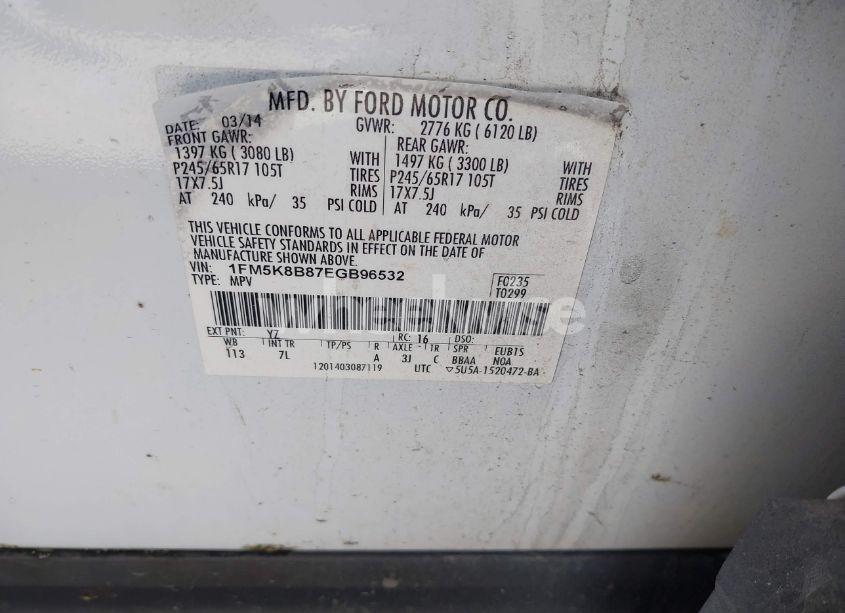 MFD. BY FORD MOTOR CO.
DATE: 03/14 GVWR: 2776 KG ( 6120 LB)
FRONT GAWR: REAR GAWR:
1397 KG ( 3080 LB) WITH 1497 KG ( 3300 LB) WITH
P245/65R17 105T TIRES P245/65R17 105T TIRES
17X7.5J RIMS 17X7.5J RIMS
AT 240 kPa/ 35 PSI COLD AT 240 kPa/ 35 PSI COLD
THIS VEHICLE CONFORMS TO ALL APPLICABLE FEDERAL MOTOR
VEHICLE SAFETY STANDARDS IN EFFECT ON THE DATE OF
MANUFACTURE SHOWN ABOVE.
VIN: 1FM5K8B87EGB96532 F0235
TYPE: MPV T0299
EXT PNT: YZ RC: 16 DSO:
WB INT TR TP/PS R AXLE TR SPR EUBTS
113 7L A 3J C BBAA NOA
1201403087119 UTC ▽5U5A-1520472-BA